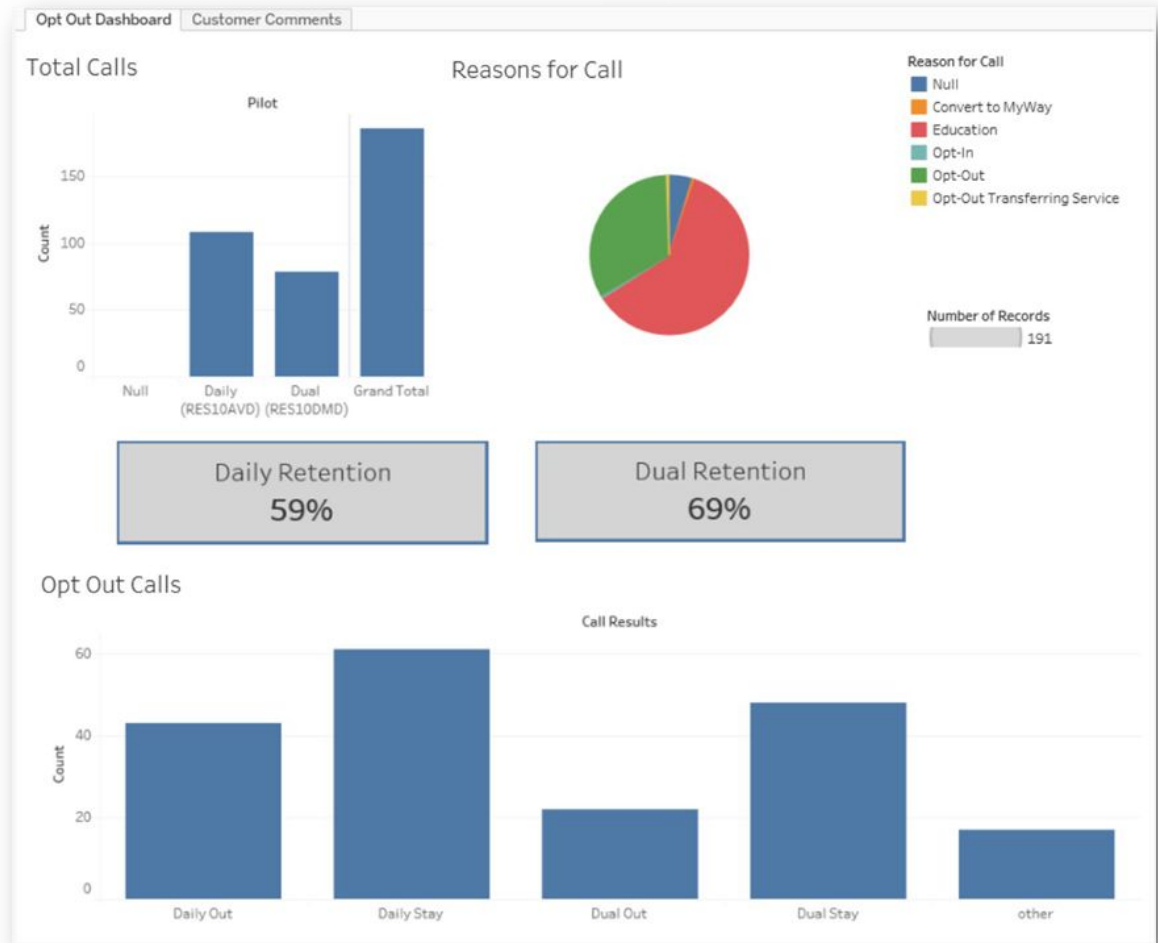 Opt Out Dashboard
Customer Comments
Total Calls
Pilot
Count
150
100
50
0
Null
Daily
(RES10AVD)
Dual
(RES10DMD)
Grand Total
Reasons for Call
Reason for Call
Null
Convert to MyWay
Education
Opt-In
Opt-Out
Opt-Out Transferring Service
Number of Records
191
Daily Retention
59%
Dual Retention
69%
Opt Out Calls
Call Results
Count
60
40
20
0
Daily Out
Daily Stay
Dual Out
Dual Stay
other